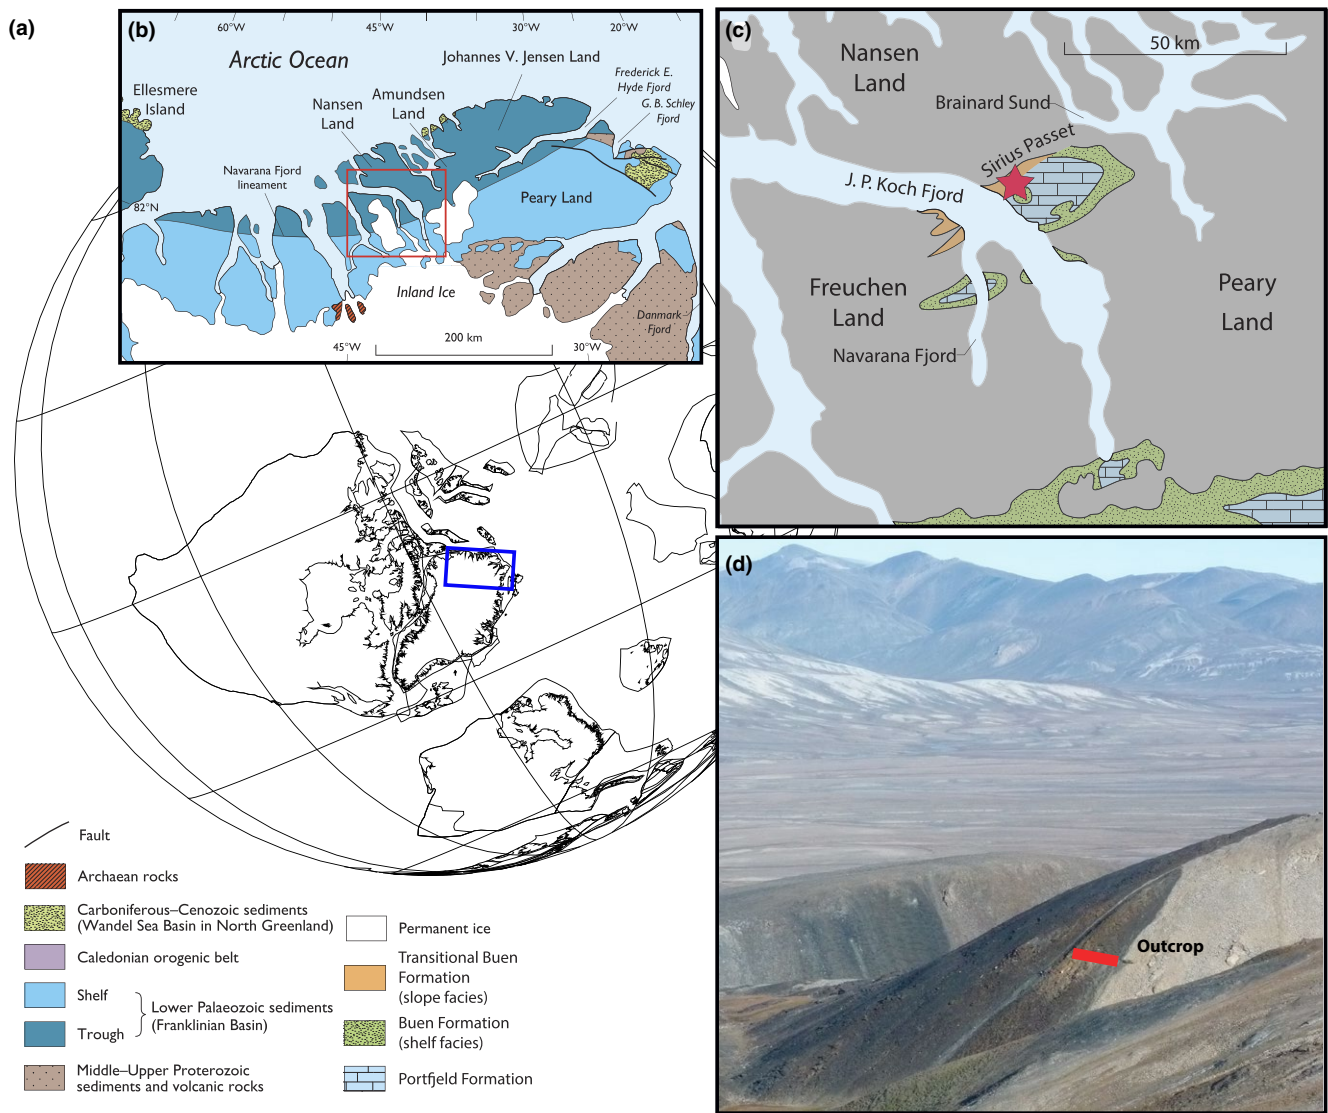 (a)
(b)
60°W
45°W
30°W
20°W
Arctic Ocean
Johannes V. Jensen Land
Ellesmere
Island
Nansen
Land
Amundsen
Land
Frederick E.
Hyde Fjord
G. B. Schley
Fjord
Navarana Fjord
lineament
82°N
Peary Land
Inland Ice
Danmark
Fjord
200 km
45°W
30°W
(c)
50 km
Nansen
Land
Brainard Sund
Sirius Passet
J. P. Koch Fjord
Freuchen
Land
Peary
Land
Navarana Fjord
(d)
Outcrop
Fault
Archaean rocks
Carboniferous–Cenozoic sediments
(Wandel Sea Basin in North Greenland)
Caledonian orogenic belt
Shelf
Trough
Lower Palaeozoic sediments
(Franklinian Basin)
Middle–Upper Proterozoic
sediments and volcanic rocks
Permanent ice
Transitional Buen
Formation
(slope facies)
Buen Formation
(shelf facies)
Portfjeld Formation